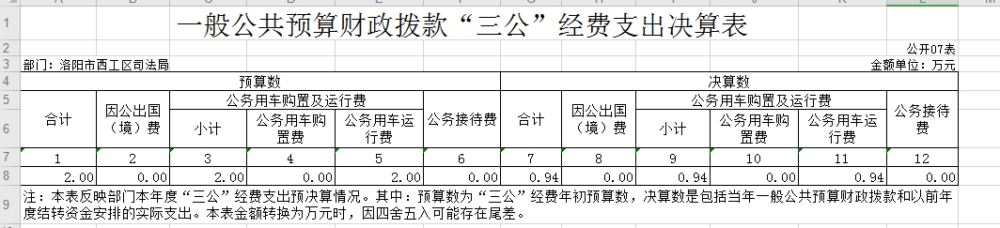 一般公共预算财政拨款“三公”经费支出决算表
公开07表
部门：洛阳市西工区司法局 金额单位：万元
预算数 决算数
合计 因公出国（境）费 公务用车购置及运行费 公务接待费 合计 因公出国（境）费 公务用车购置及运行费 公务接待费
小计 公务用车购置费 公务用车运行费 小计 公务用车购置费 公务用车运行费
1 2 3 4 5 6 7 8 9 10 11 12
2.00 0.00 2.00 0.00 2.00 0.00 0.94 0.00 0.94 0.00 0.94 0.00
注：本表反映部门本年度“三公”经费支出预决算情况。其中：预算数为“三公”经费年初预算数，决算数是包括当年一般公共预算财政拨款和以前年
度结转资金安排的实际支出。本表金额转换为万元时，因四舍五入可能存在尾差。